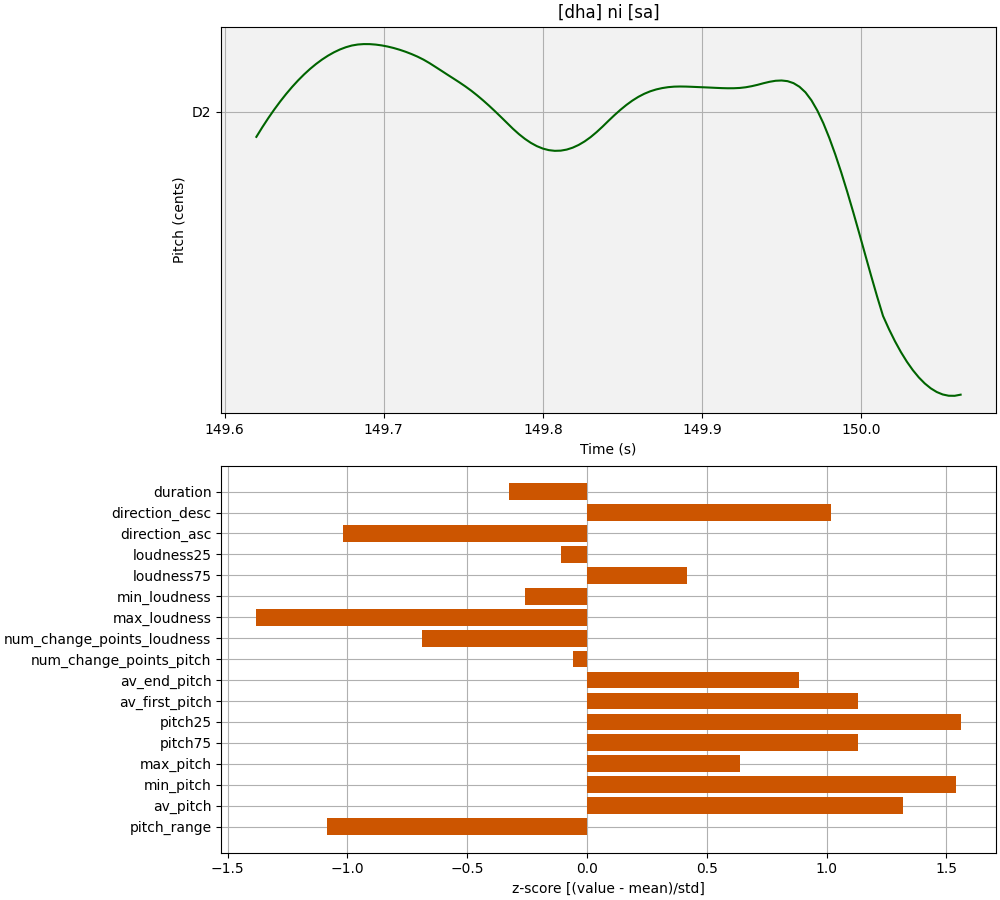 [dha] ni [sa]
D2
Pitch (cents)
149.6 149.7 149.8 149.9 150.0
Time (s)
duration
direction_desc
direction_asc
loudness25
loudness75
min_loudness
max_loudness
num_change_points_loudness
num_change_points_pitch
av_end_pitch
av_first_pitch
pitch25
pitch75
max_pitch
min_pitch
av_pitch
pitch_range
−1.5 −1.0 −0.5 0.0 0.5 1.0 1.5
z-score [(value - mean)/std]